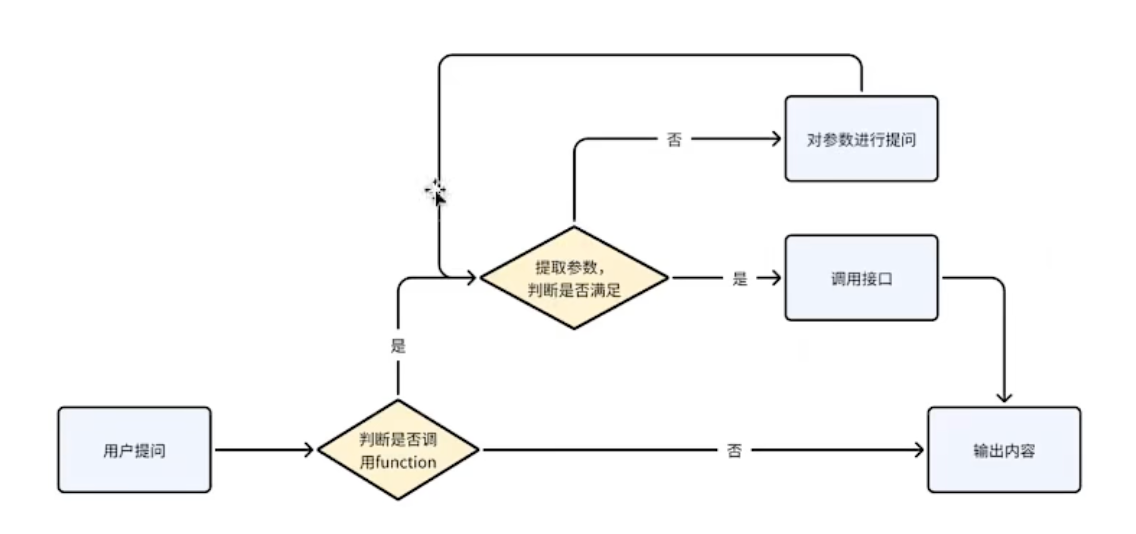 否
对参数进行提问
提取参数，
判断是否满足
是
调用接口
是
用户提问
判断是否调
用function
否
输出内容